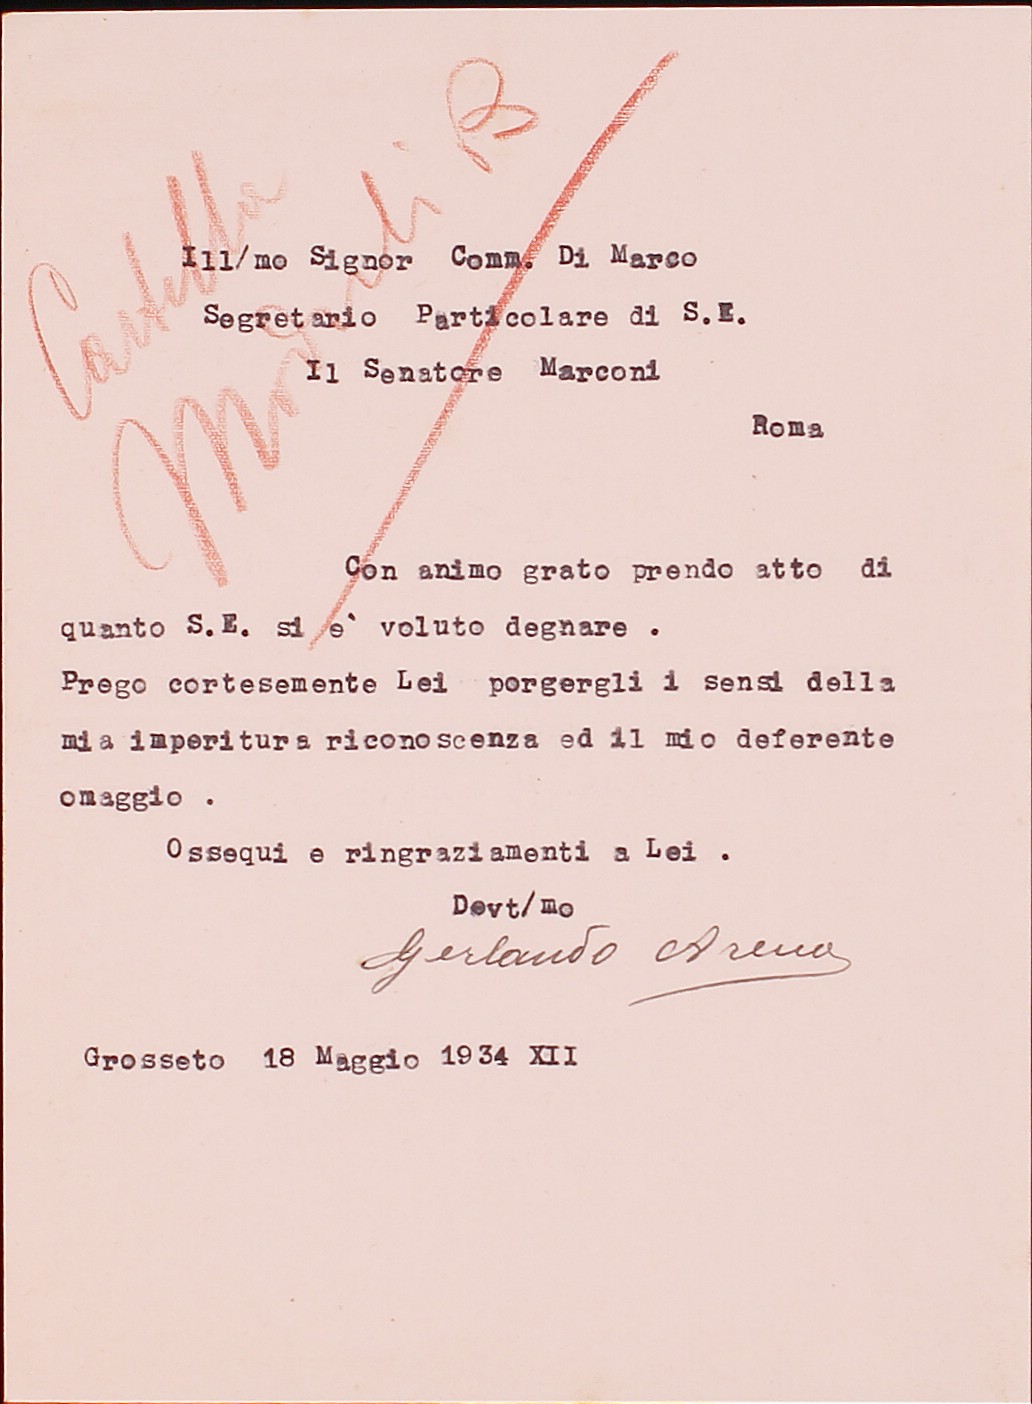 Cartella
B
Ill/mo Signor Comm. Di Marco
Segretario Particolare di S.E.
Il Senatore Marconi
Roma
Con animo grato prendo atto di
quanto S.E. si e' voluto degnare .
Prego cortesemente Lei porgergli i sensi della
mia imperitura riconoscenza ed il mio deferente
omaggio .
Ossequi e ringraziamenti a Lei .
Devt/mo
Gerlando Arena
Grosseto 18 Maggio 1934 XII